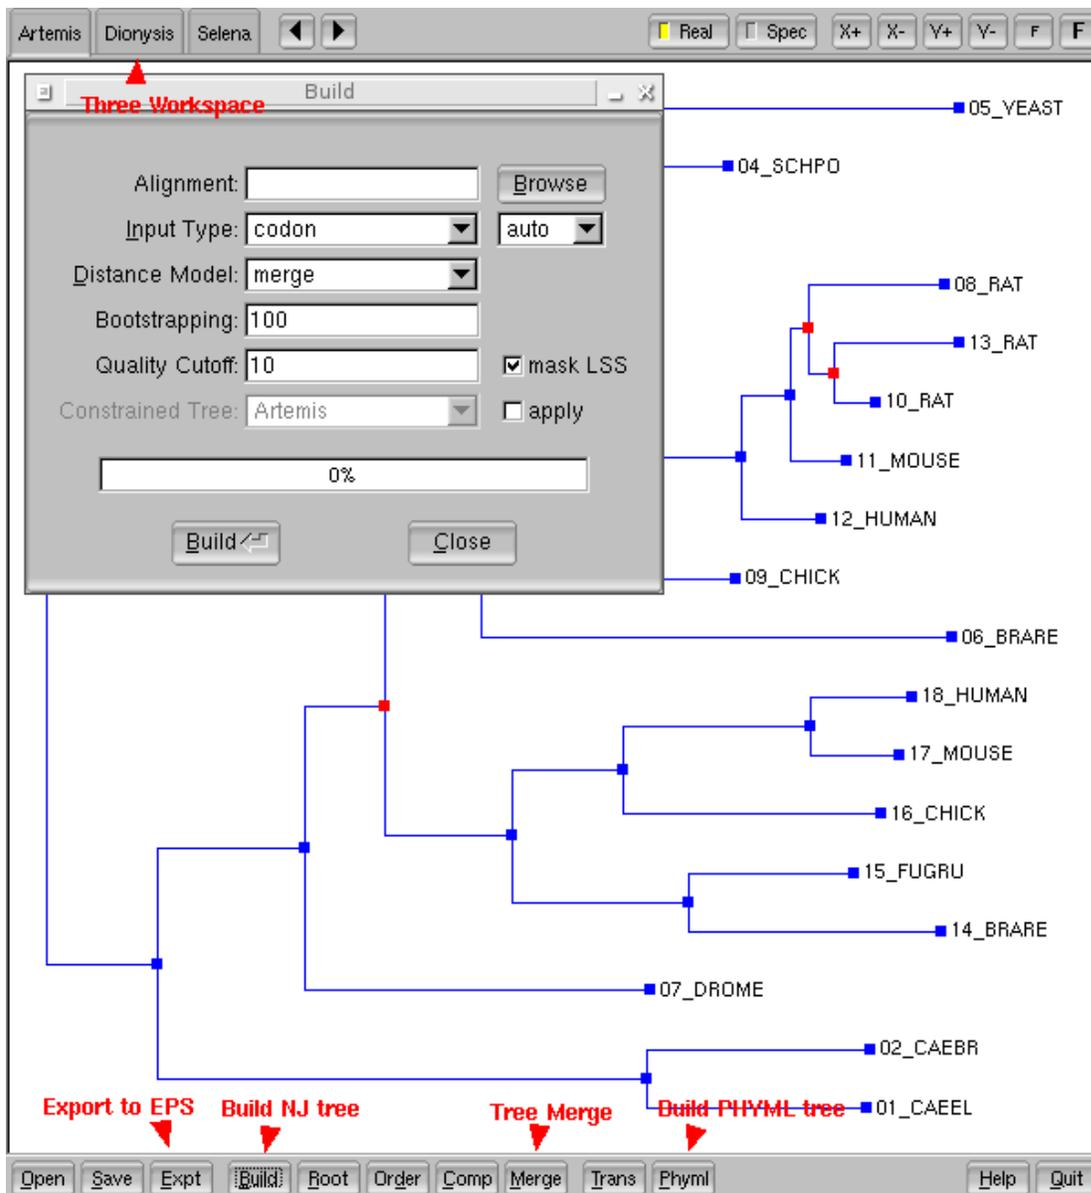 Artemis Dionysis Selena Real Spec X+ X- Y+ Y- F F
Build
Three Workspace
05_YEAST
04_SCHPO
Alignment: Browse
Input Type: codon auto
Distance Model: merge
08_RAT
Bootstrapping: 100
13_RAT
Quality Cutoff: 10 mask LSS
10_RAT
Constrained Tree: Artemis apply
11_MOUSE
0%
12_HUMAN
Build Close
09_CHICK
06_BRARE
18_HUMAN
17_MOUSE
16_CHICK
15_FUGRU
14_BRARE
07_DROME
02_CAEBR
Export to EPS Build NJ tree Tree Merge Build PHYML tree
01_CAEEL
Open Save Expt Build Root Order Comp Merge Trans Phyml Help Quit